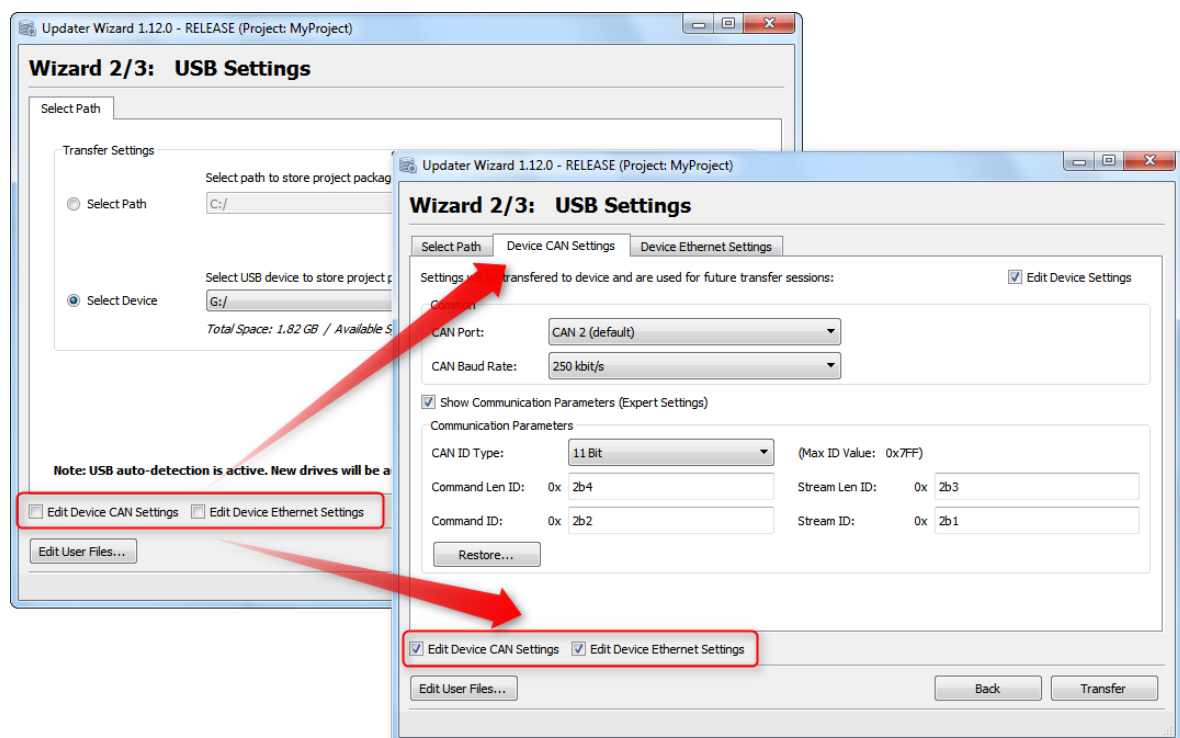 Updater Wizard 1.12.0 - RELEASE (Project: MyProject)
Wizard 2/3: USB Settings
Select Path
Transfer Settings
Select path to store project packag
Select Path
C:/
Select USB device to store project p
Select Device
G:/
Total Space: 1.82 GB / Available S
Note: USB auto-detection is active. New drives will be a
Edit Device CAN Settings Edit Device Ethernet Settings
Edit User Files...
Updater Wizard 1.12.0 - RELEASE (Project: MyProject)
Wizard 2/3: USB Settings
Select Path Device CAN Settings Device Ethernet Settings
Settings transfered to device and are used for future transfer sessions: Edit Device Settings
Common
CAN Port: CAN 2 (default)
CAN Baud Rate: 250 kbit/s
Show Communication Parameters (Expert Settings)
Communication Parameters
CAN ID Type: 11 Bit (Max ID Value: 0x7FF)
Command Len ID: 0x 2b4 Stream Len ID: 0x 2b3
Command ID: 0x 2b2 Stream ID: 0x 2b1
Restore...
Edit Device CAN Settings Edit Device Ethernet Settings
Edit User Files... Back Transfer